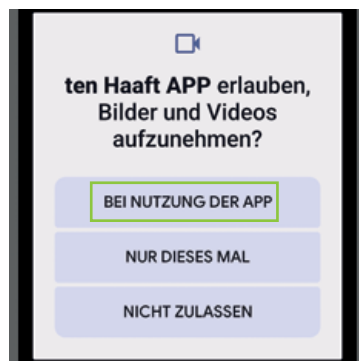 ten Haaft APP erlauben,
Bilder und Videos
aufzunehmen?
BEI NUTZUNG DER APP
NUR DIESES MAL
NICHT ZULASSEN